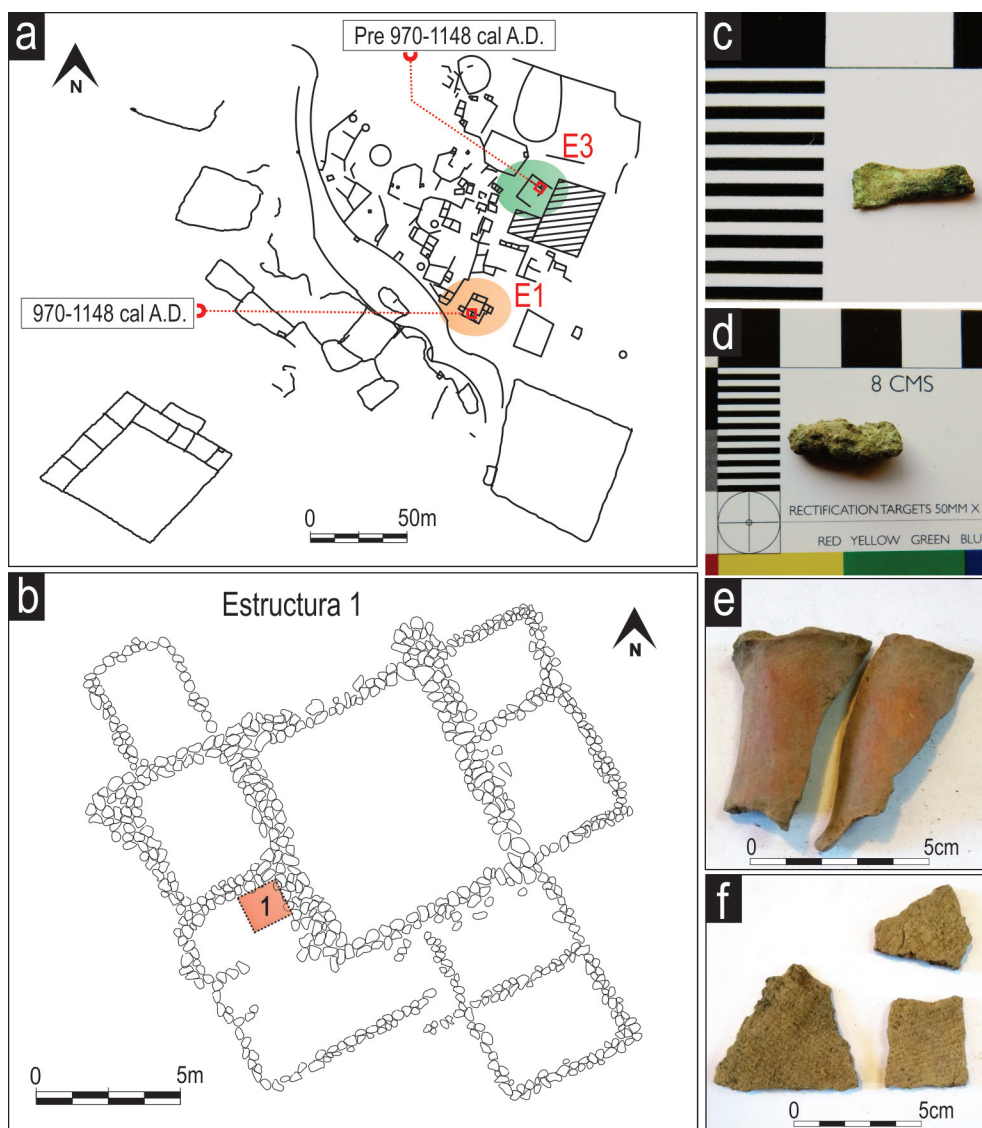 a
Pre 970-1148 cal A.D.
N
E3
E1
970-1148 cal A.D.
0 50m
b
Estructura 1
N
1
0 5m
c
d
8 CMS
RECTIFICATION TARGETS 50MM X
RED YELLOW GREEN BLU
e
0 5cm
f
0 5cm